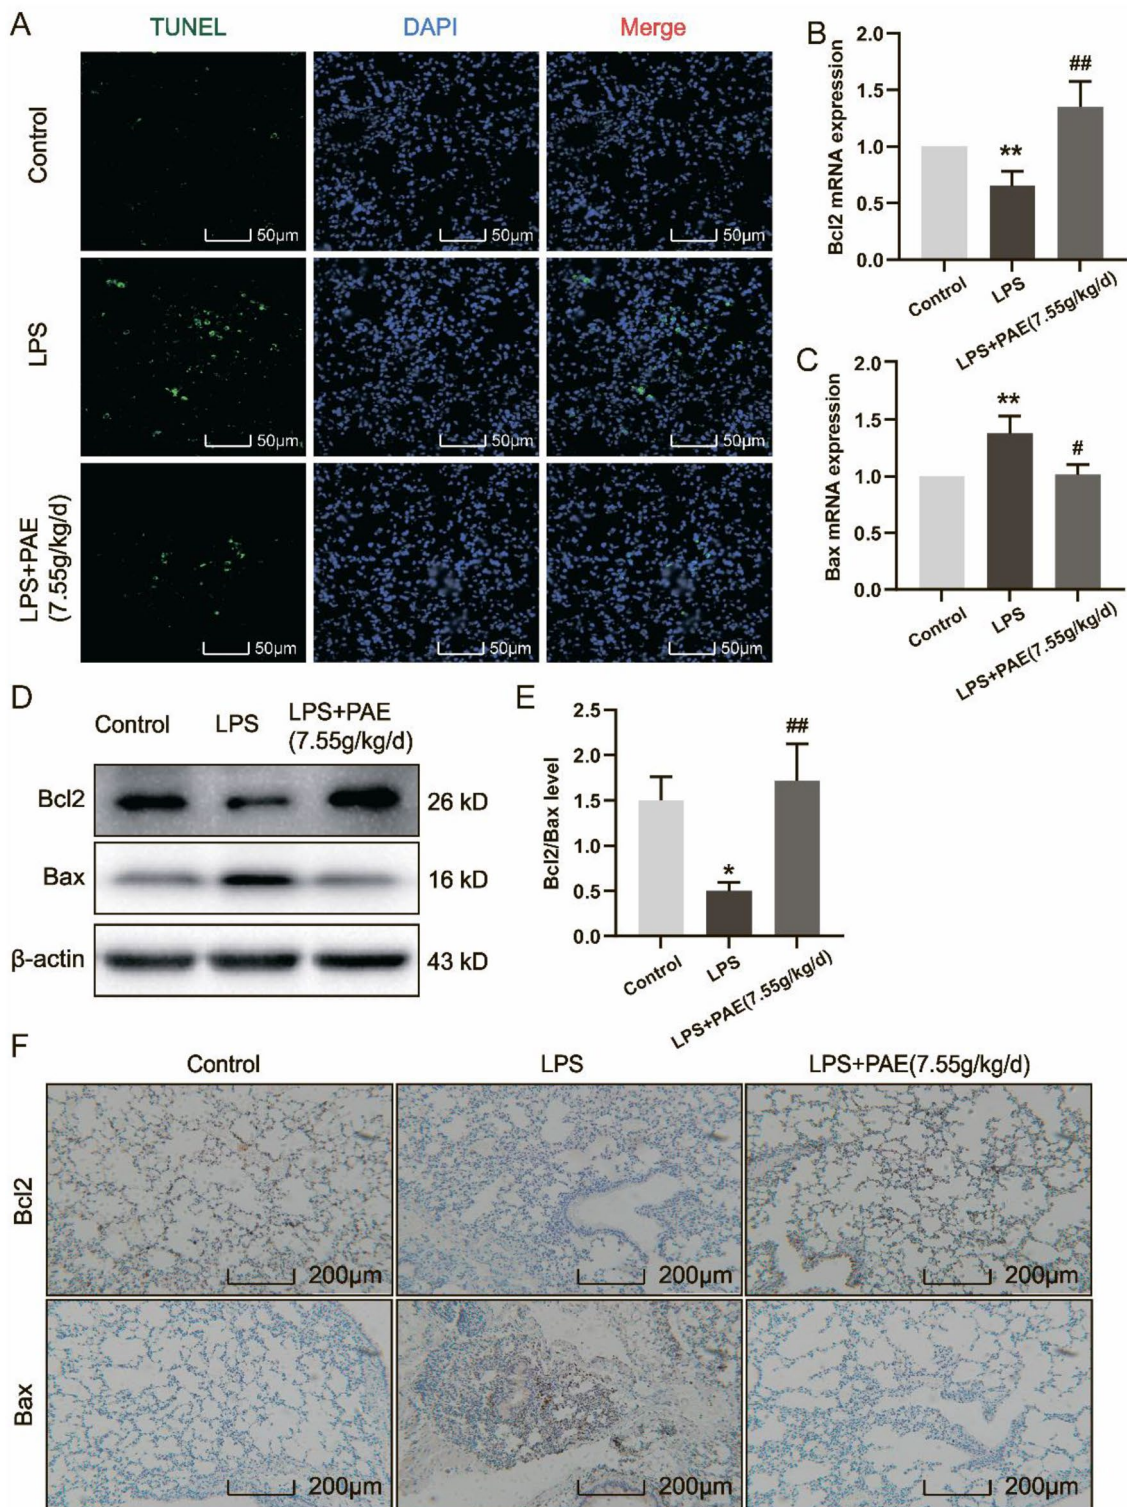 A
TUNEL
DAPI
Merge
Control
50μm
50μm
50μm
LPS
50μm
50μm
50μm
LPS+PAE
(7.55g/kg/d)
50μm
50μm
50μm
B
Bcl2 mRNA expression
2.0
1.5
1.0
0.5
0.0
**
##
Control
LPS
LPS+PAE(7.55g/kg/d)
C
Bax mRNA expression
2.0
1.5
1.0
0.5
0.0
**
#
Control
LPS
LPS+PAE(7.55g/kg/d)
D
Control
LPS
LPS+PAE
(7.55g/kg/d)
Bcl2
26 kD
Bax
16 kD
β-actin
43 kD
E
Bcl2/Bax level
2.5
2.0
1.5
1.0
0.5
0.0
*
##
Control
LPS
LPS+PAE(7.55g/kg/d)
F
Control
LPS
LPS+PAE(7.55g/kg/d)
Bcl2
200μm
200μm
200μm
Bax
200μm
200μm
200μm